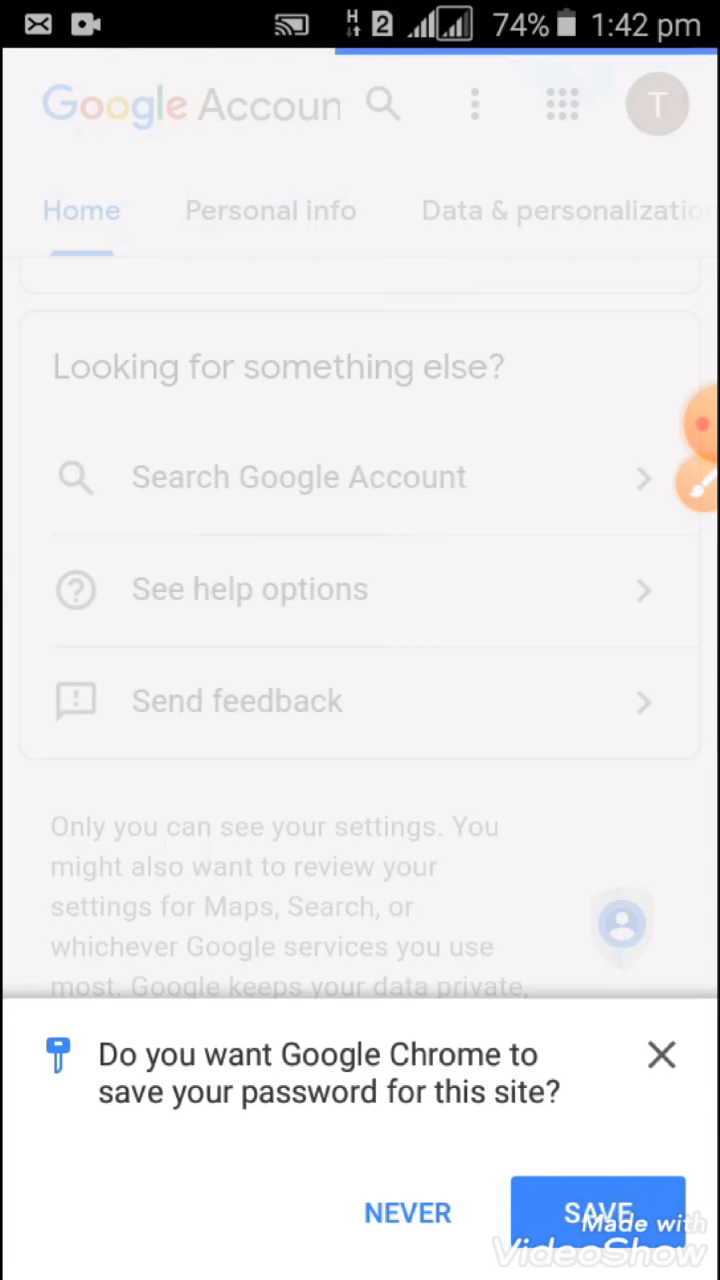 H 2 74% 1:42 pm
Google Accoun
T
Home Personal info Data & personalizatio
Looking for something else?
Search Google Account
See help options
Send feedback
Only you can see your settings. You
might also want to review your
settings for Maps, Search, or
whichever Google services you use
most. Google keeps your data private,
Do you want Google Chrome to
save your password for this site?
NEVER SAVE
Made with
VideoShow